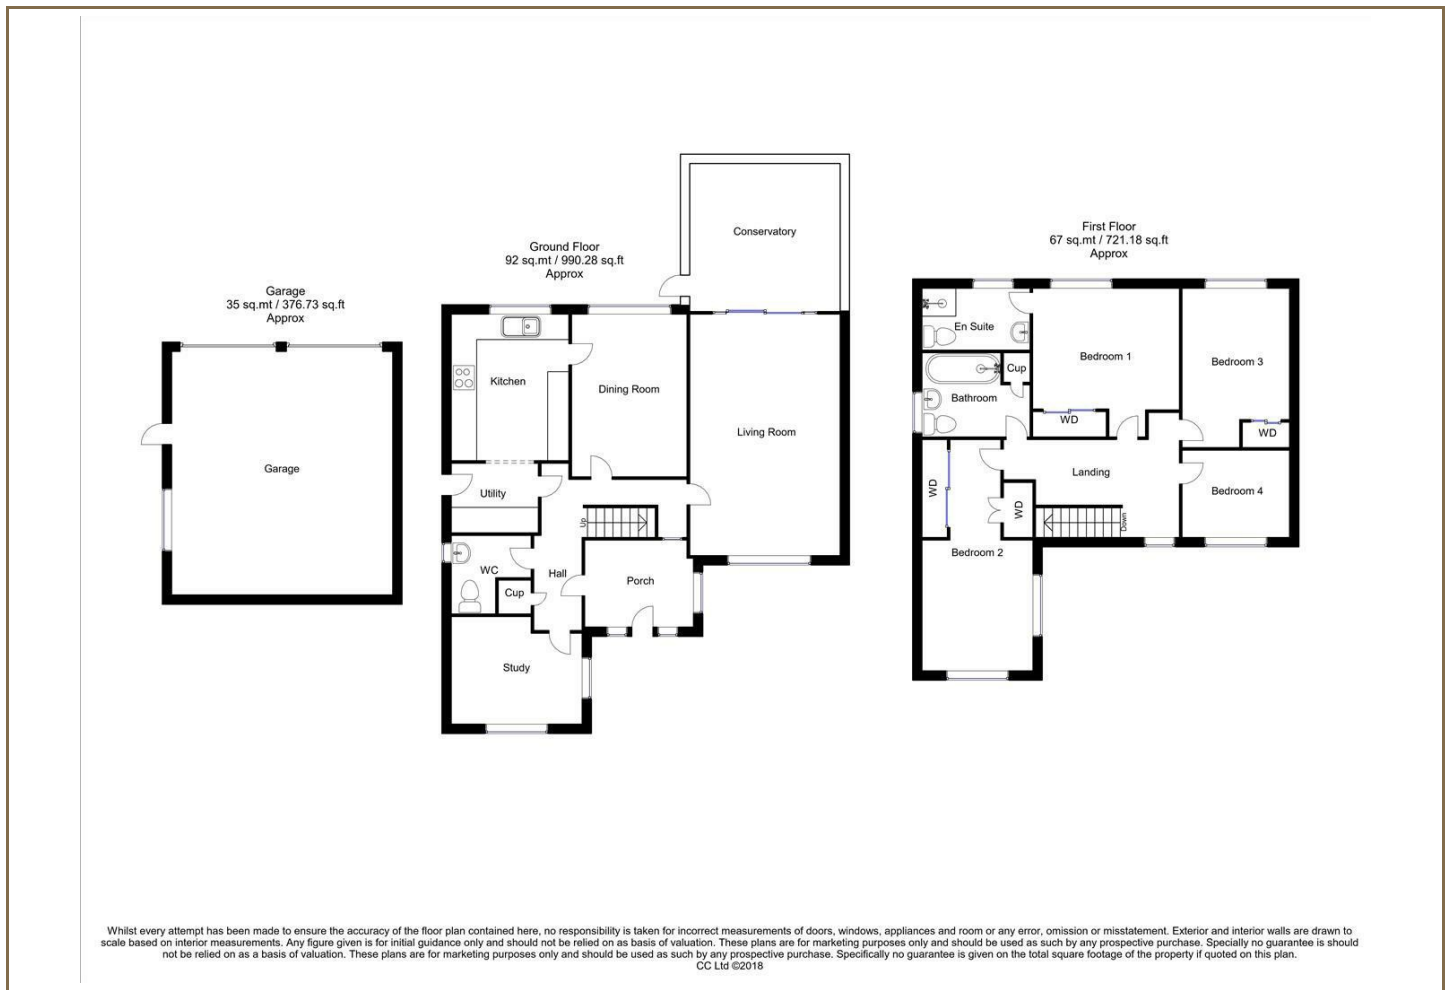 Garage
35 sq.mt / 376.73 sq.ft
Approx
Garage
Ground Floor
92 sq.mt / 990.28 sq.ft
Approx
Conservatory
Kitchen
Dining Room
Living Room
Utility
Up
WC
Cup
Hall
Porch
Study
First Floor
67 sq.mt / 721.18 sq.ft
Approx
En Suite
Bedroom 1
Bedroom 3
Cup
Bathroom
WD
WD
Landing
WD
WD
Bedroom 4
Down
Bedroom 2
Whilst every attempt has been made to ensure the accuracy of the floor plan contained here, no responsibility is taken for incorrect measurements of doors, windows, appliances and room or any error, omission or misstatement. Exterior and interior walls are drawn to
scale based on interior measurements. Any figure given is for initial guidance only and should not be relied on as basis of valuation. These plans are for marketing purposes only and should be used as such by any prospective purchase. Specially no guarantee is should
not be relied on as a basis of valuation. These plans are for marketing purposes only and should be used as such by any prospective purchase. Specifically no guarantee is given on the total square footage of the property if quoted on this plan.
CC Ltd ©2018